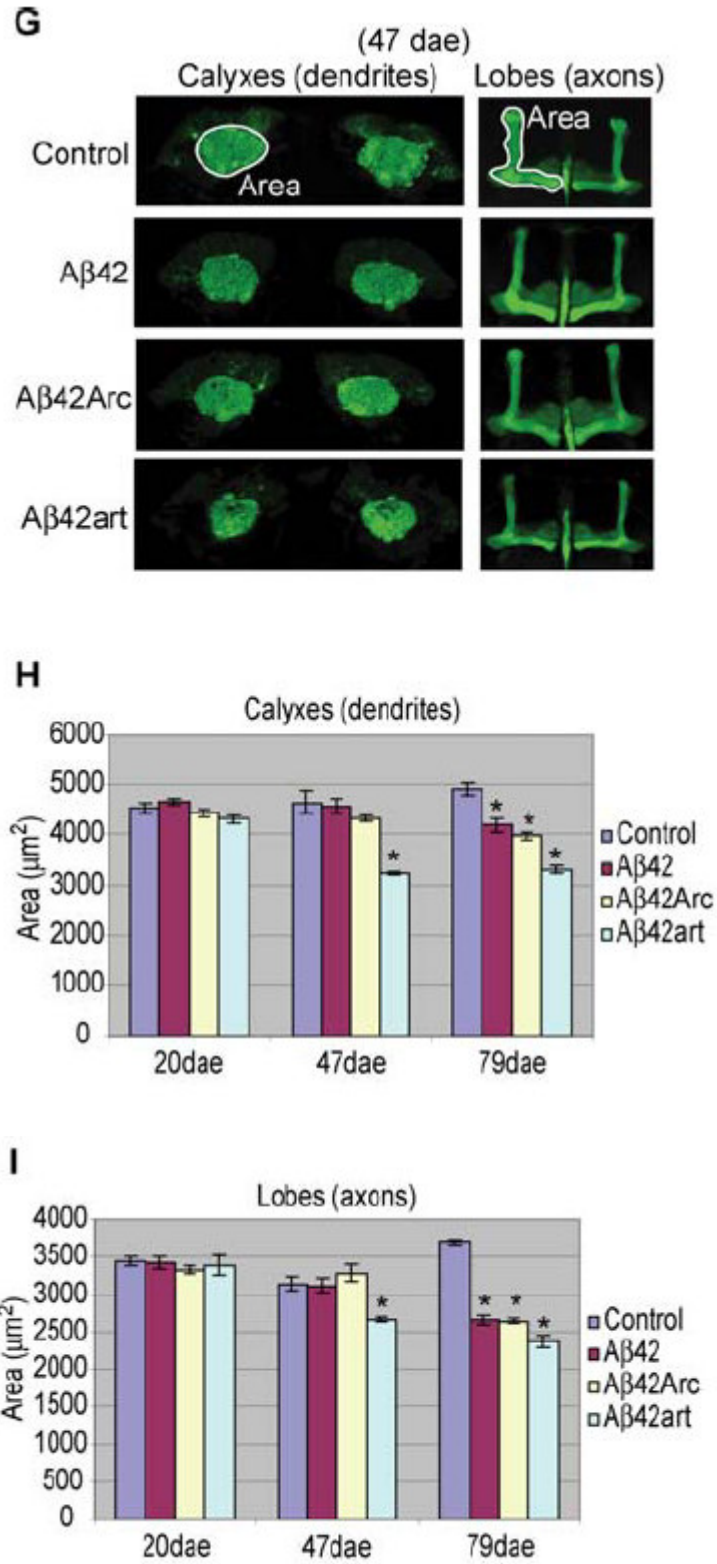 G
(47 dae)
Calyxes (dendrites) Lobes (axons)
Control
Area
Area
Aβ42
Aβ42Arc
Aβ42art
H
Calyxes (dendrites)
Area (μm²)
6000
5000
4000
3000
2000
1000
0
* * * *
20dae 47dae 79dae
Control
Aβ42
Aβ42Arc
Aβ42art
I
Lobes (axons)
Area (μm²)
4000
3500
3000
2500
2000
1500
1000
500
0
* * * *
20dae 47dae 79dae
Control
Aβ42
Aβ42Arc
Aβ42art